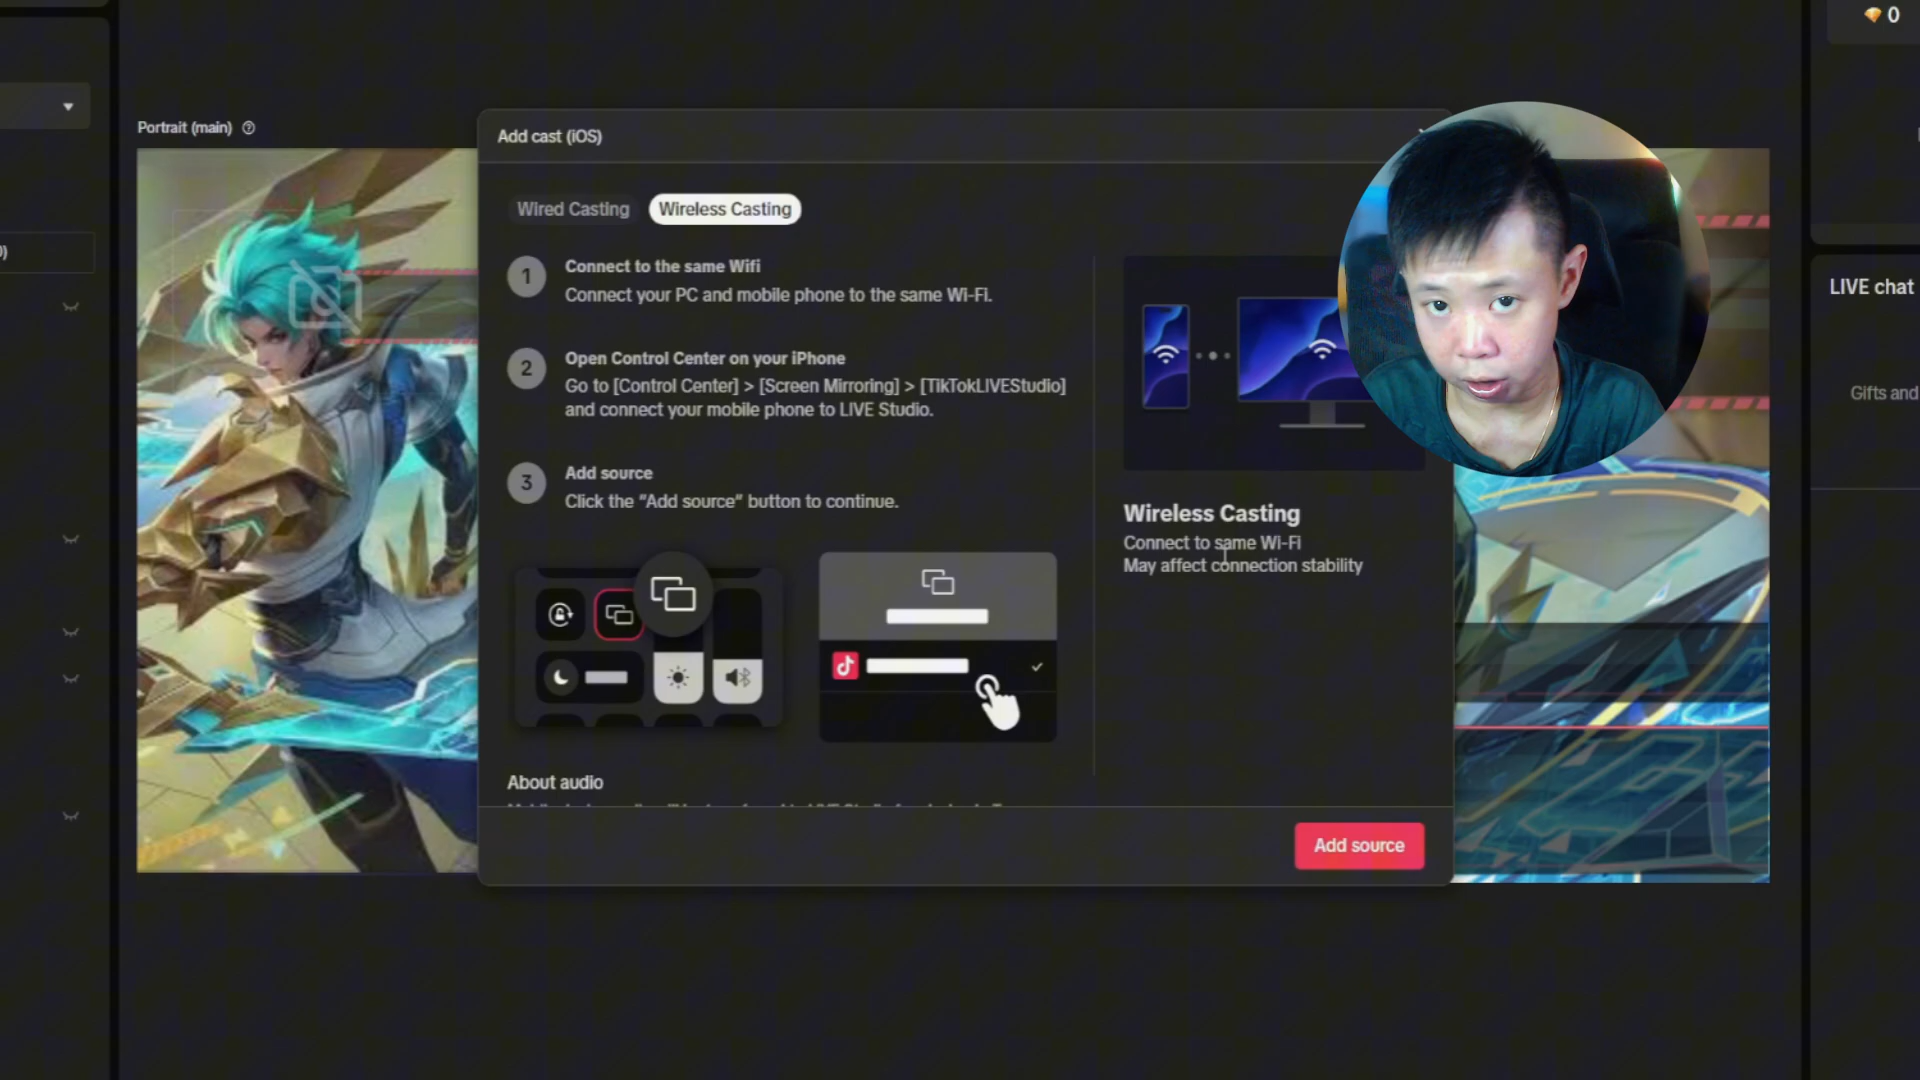 0
Portrait (main)
Add cast (iOS)
Wired Casting
Wireless Casting
1
Connect to the same Wifi
Connect your PC and mobile phone to the same Wi-Fi.
2
Open Control Center on your iPhone
Go to [Control Center] > [Screen Mirroring] > [TikTokLIVEStudio]
and connect your mobile phone to LIVE Studio.
3
Add source
Click the "Add source" button to continue.
About audio
Wireless Casting
Connect to same Wi-Fi
May affect connection stability
Add source
LIVE chat
Gifts and